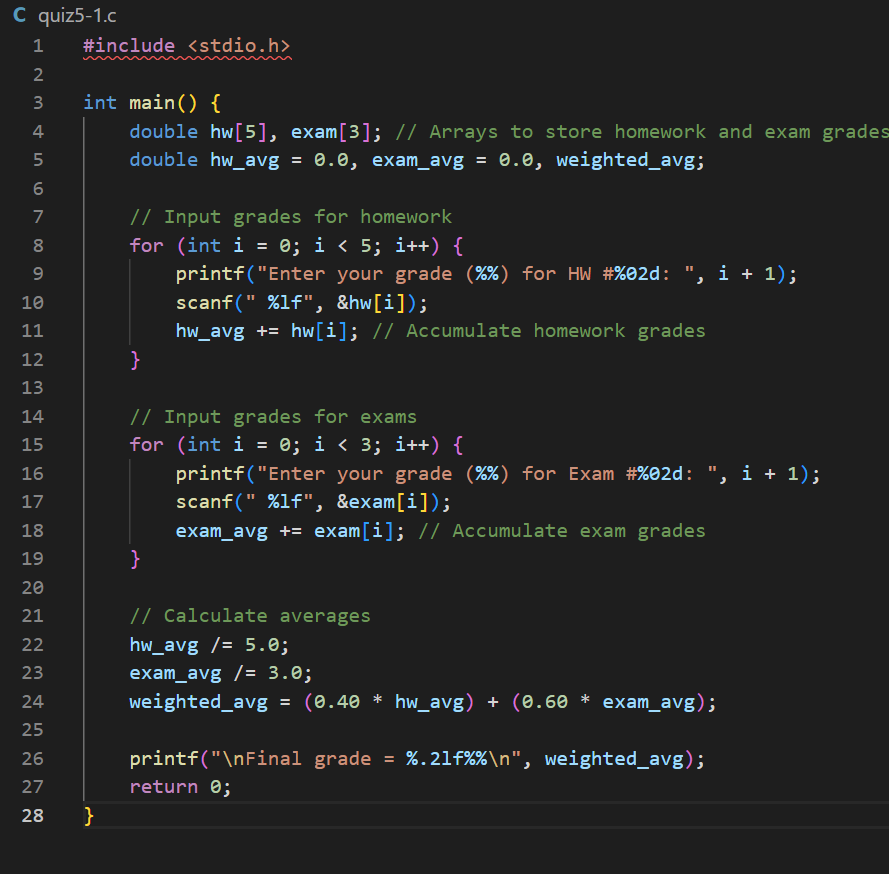 C quiz5-1.c
1 #include <stdio.h>
2
3 int main() {
4     double hw[5], exam[3]; // Arrays to store homework and exam grades
5     double hw_avg = 0.0, exam_avg = 0.0, weighted_avg;
6
7     // Input grades for homework
8     for (int i = 0; i < 5; i++) {
9         printf("Enter your grade (%%) for HW #%02d: ", i + 1);
10         scanf(" %lf", &hw[i]);
11         hw_avg += hw[i]; // Accumulate homework grades
12     }
13
14     // Input grades for exams
15     for (int i = 0; i < 3; i++) {
16         printf("Enter your grade (%%) for Exam #%02d: ", i + 1);
17         scanf(" %lf", &exam[i]);
18         exam_avg += exam[i]; // Accumulate exam grades
19     }
20
21     // Calculate averages
22     hw_avg /= 5.0;
23     exam_avg /= 3.0;
24     weighted_avg = (0.40 * hw_avg) + (0.60 * exam_avg);
25
26     printf("\nFinal grade = %.2lf%%\n", weighted_avg);
27     return 0;
28 }